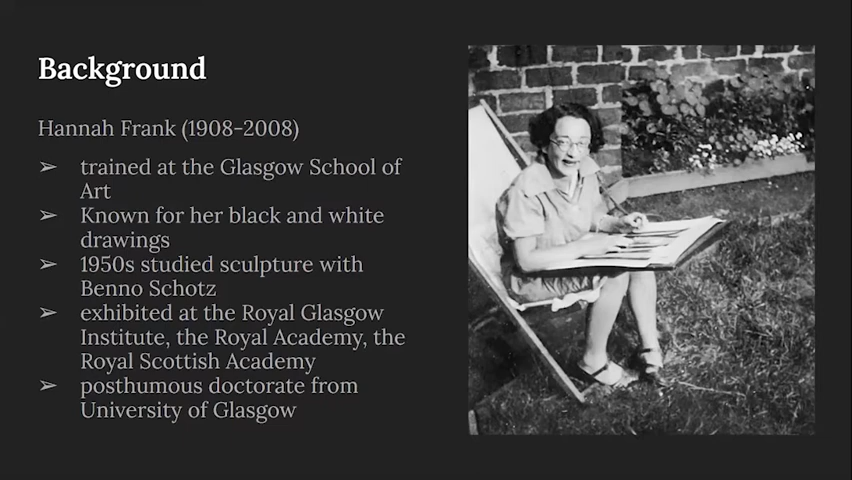 Background
Hannah Frank (1908-2008)
➢ trained at the Glasgow School of
Art
➢ Known for her black and white
drawings
➢ 1950s studied sculpture with
Benno Schotz
➢ exhibited at the Royal Glasgow
Institute, the Royal Academy, the
Royal Scottish Academy
➢ posthumous doctorate from
University of Glasgow